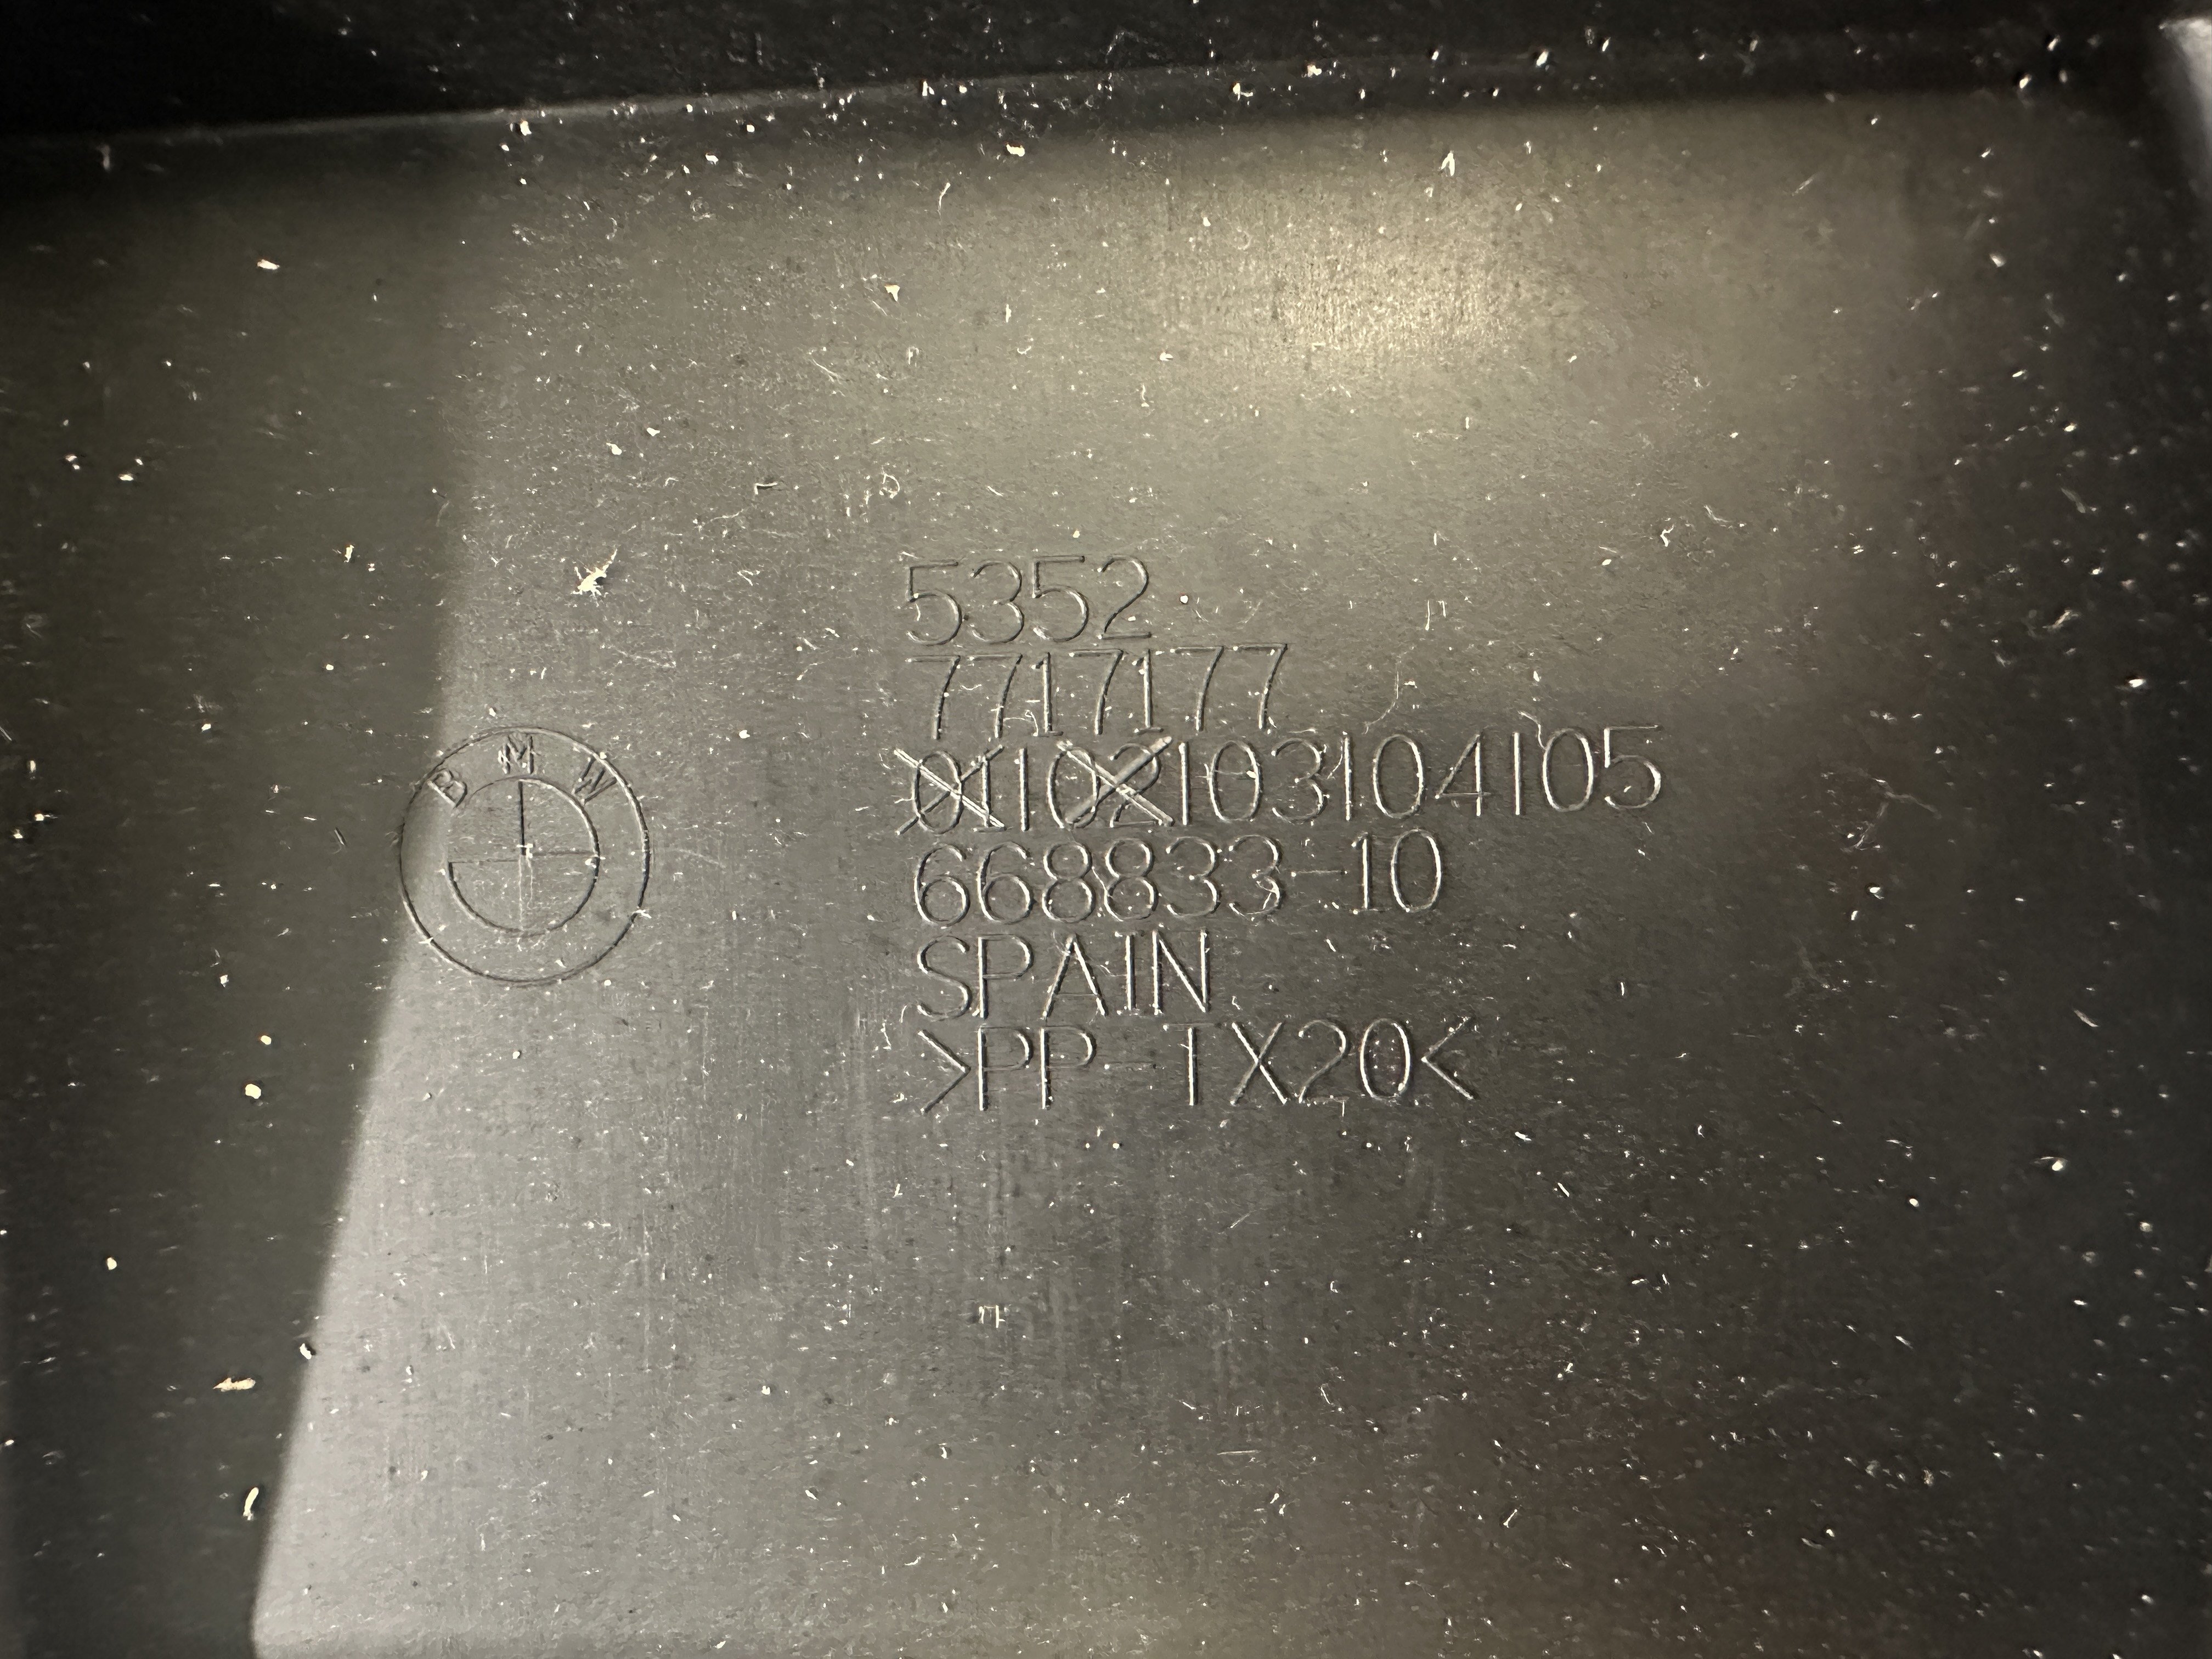 BMW
5352
7717177
01|02|03|04|05
668833-10
SPAIN
>PP-TX20<